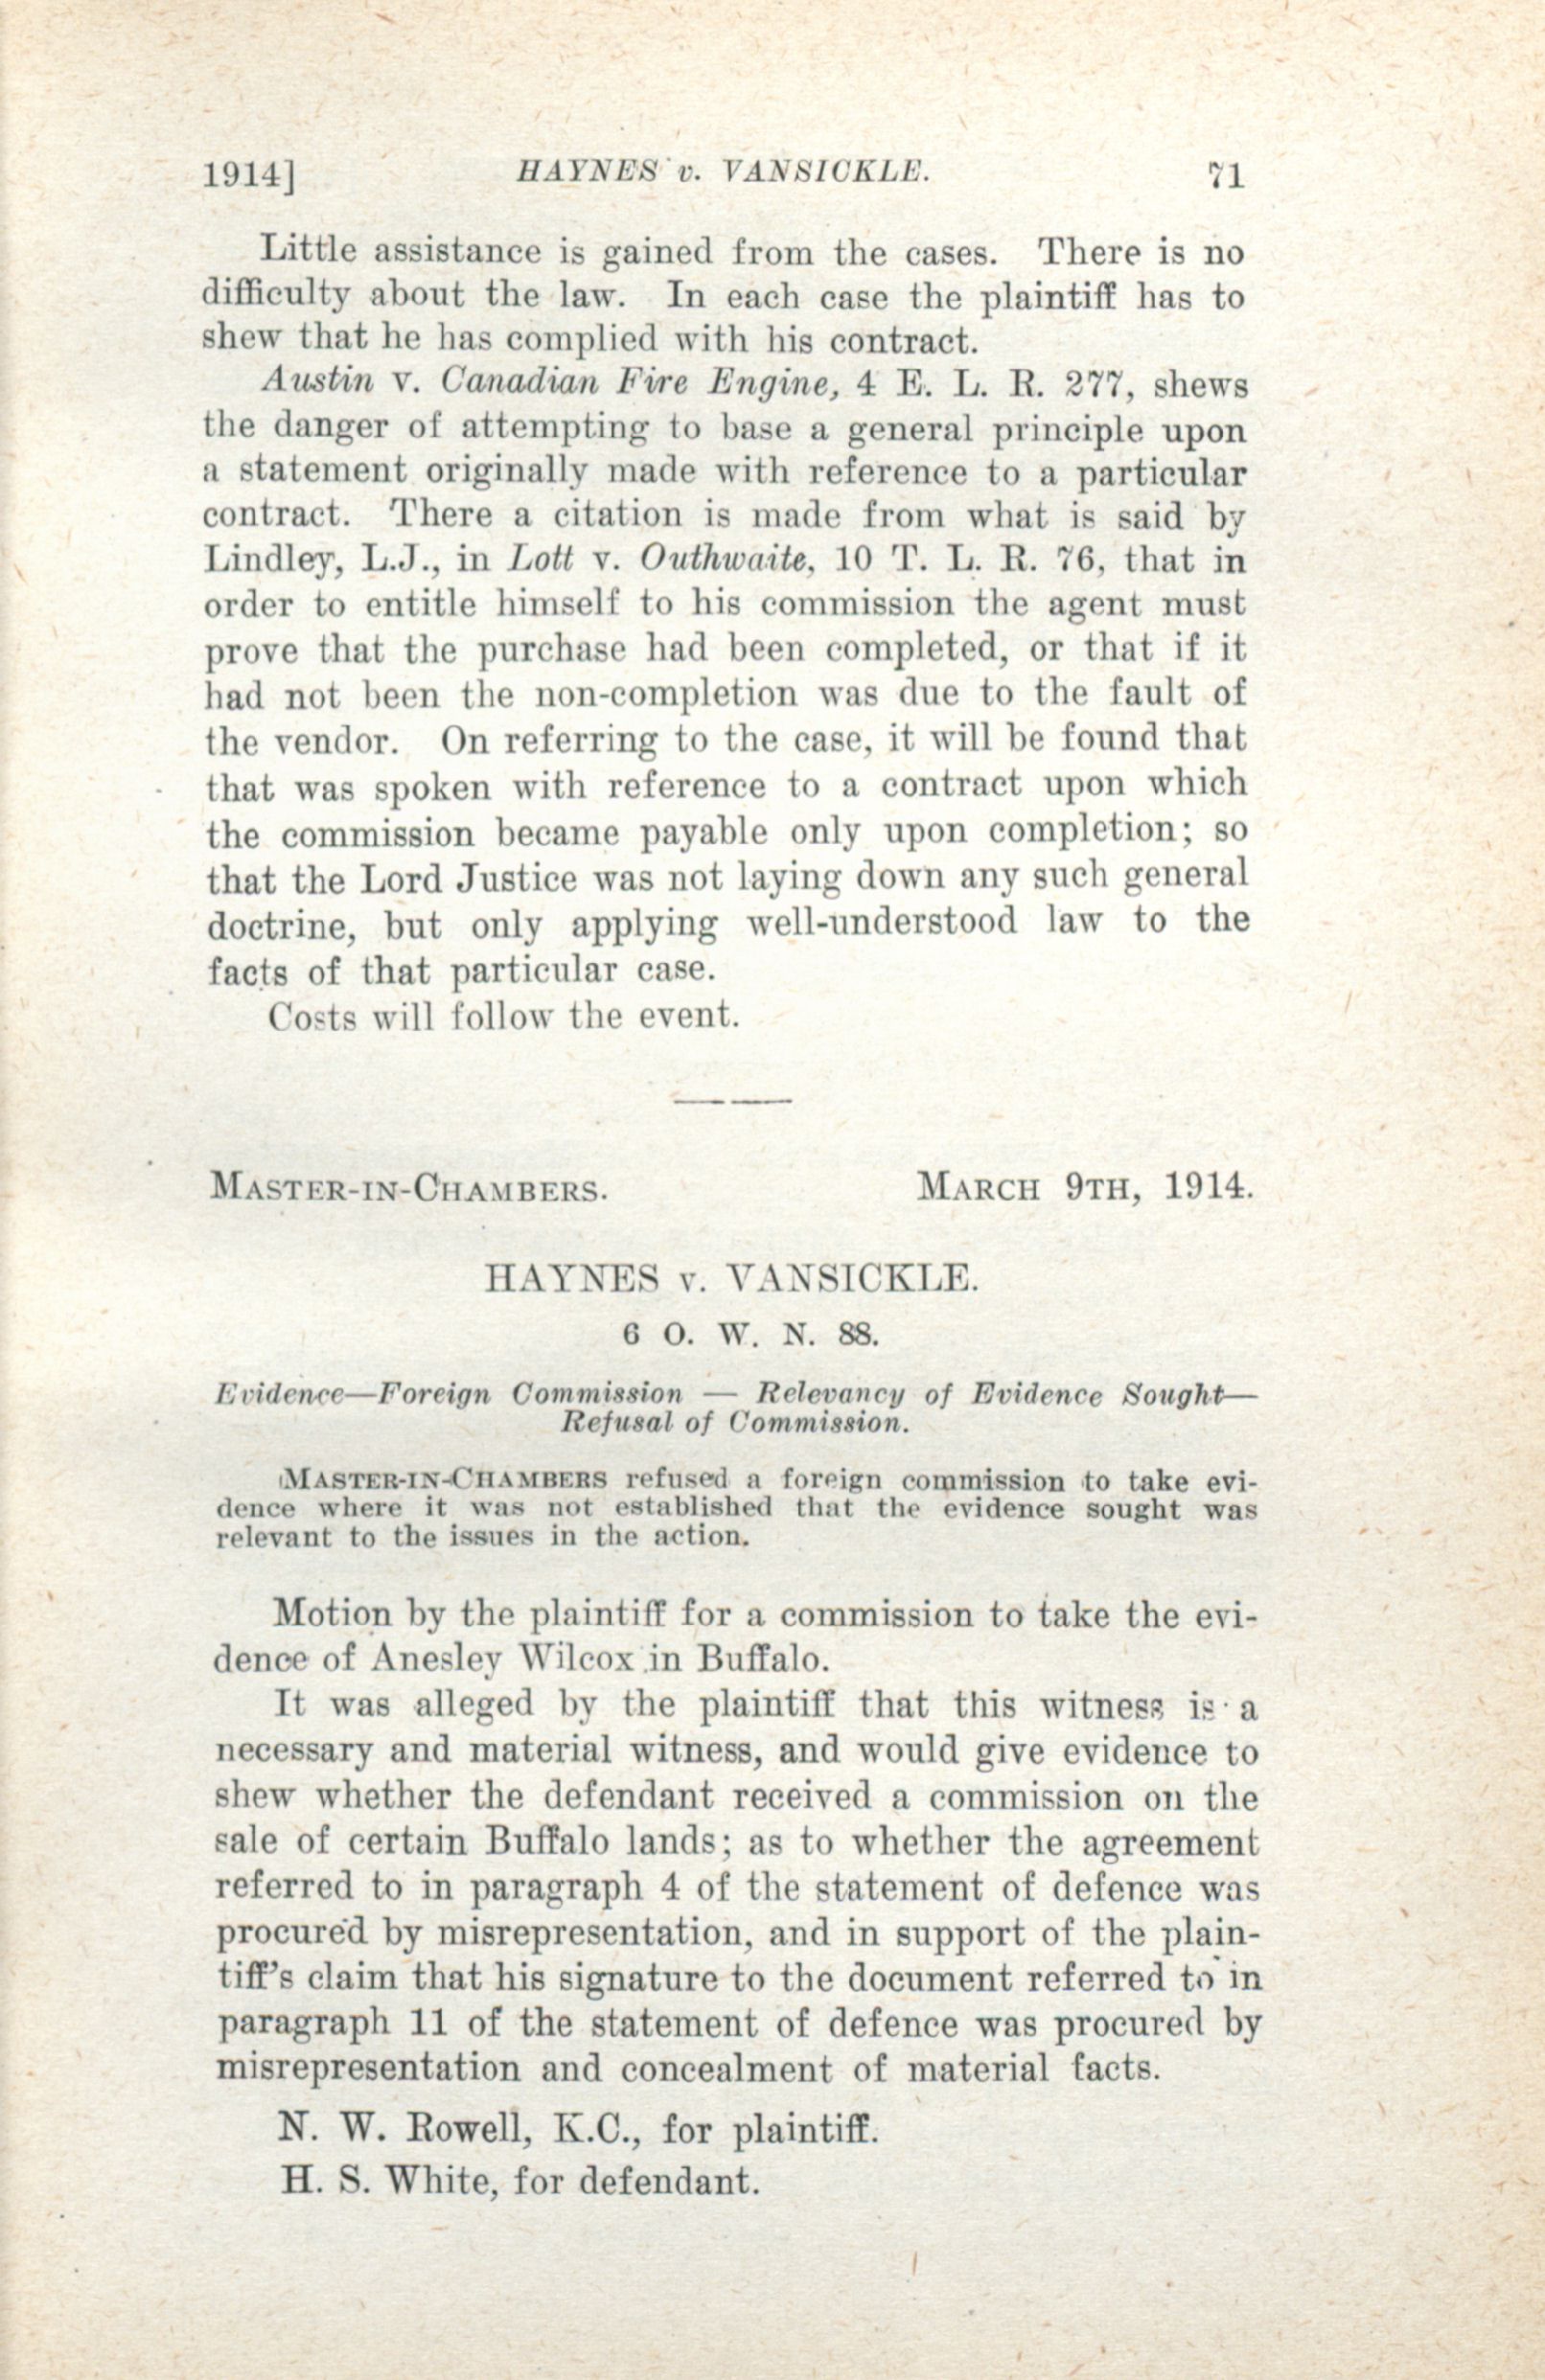 1914] HAYNES v. VANSICKLE. 71
Little assistance is gained from the cases. There is no
difficulty about the law. In each case the plaintiff has to
shew that he has complied with his contract.
Austin v. Canadian Fire Engine, 4 E. L. R. 277, shews
the danger of attempting to base a general principle upon
a statement originally made with reference to a particular
contract. There a citation is made from what is said by
Lindley, L.J., in Lott v. Outhwaite, 10 T. L. R. 76, that in
order to entitle himself to his commission the agent must
prove that the purchase had been completed, or that if it
had not been the non-completion was due to the fault of
the vendor. On referring to the case, it will be found that
that was spoken with reference to a contract upon which
the commission became payable only upon completion; so
that the Lord Justice was not laying down any such general
doctrine, but only applying well-understood law to the
facts of that particular case.
Costs will follow the event.
MASTER-IN-CHAMBERS. MARCH 9TH, 1914.
HAYNES v. VANSICKLE.
6 O. W. N. 88.
Evidence—Foreign Commission — Relevancy of Evidence Sought—
Refusal of Commission.
MASTER-IN-CHAMBERS refused a foreign commission to take evi-
dence where it was not established that the evidence sought was
relevant to the issues in the action.
Motion by the plaintiff for a commission to take the evi-
dence of Anesley Wilcox in Buffalo.
It was alleged by the plaintiff that this witness is a
necessary and material witness, and would give evidence to
shew whether the defendant received a commission on the
sale of certain Buffalo lands; as to whether the agreement
referred to in paragraph 4 of the statement of defence was
procured by misrepresentation, and in support of the plain-
tiff's claim that his signature to the document referred to in
paragraph 11 of the statement of defence was procured by
misrepresentation and concealment of material facts.
N. W. Rowell, K.C., for plaintiff.
H. S. White, for defendant.